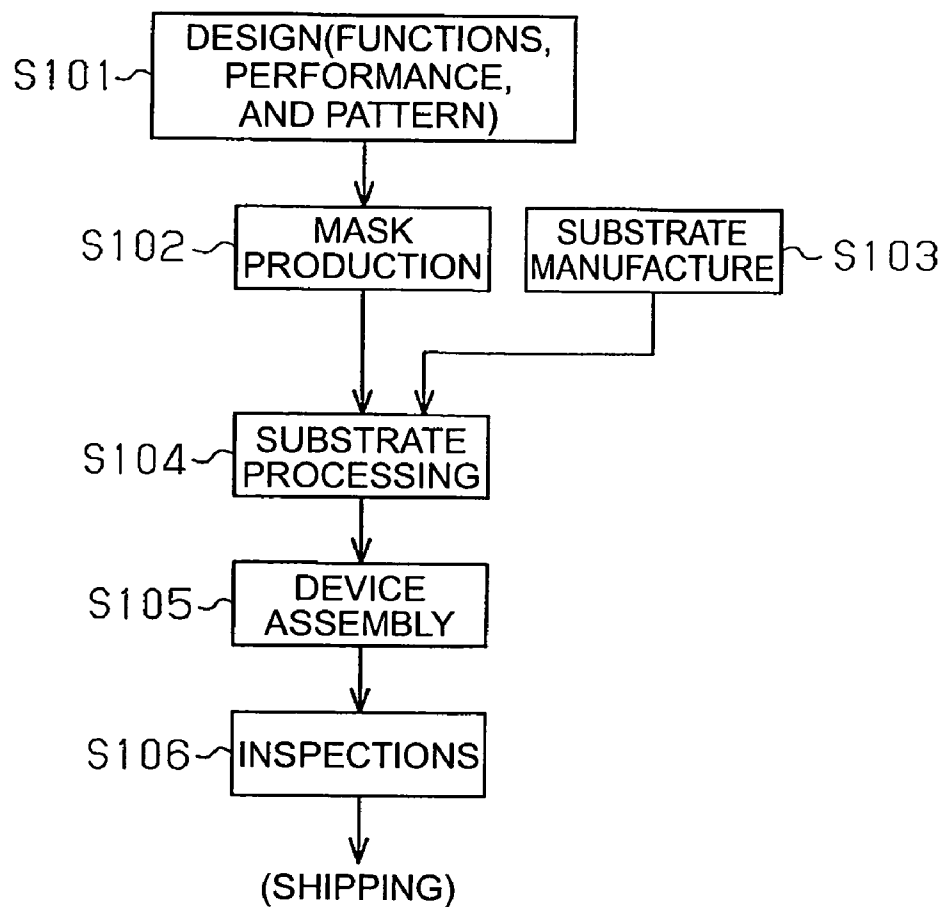 S101
DESIGN(FUNCTIONS,
PERFORMANCE,
AND PATTERN)
S102
MASK
PRODUCTION
SUBSTRATE
MANUFACTURE
S103
S104
SUBSTRATE
PROCESSING
S105
DEVICE
ASSEMBLY
S106
INSPECTIONS
(SHIPPING)